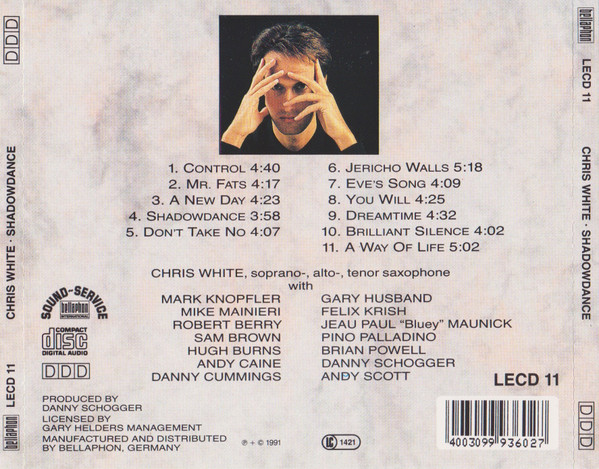 DDD
CHRIS WHITE · SHADOWDANCE
LECD 11
bellaphon
bellaphon
LECD 11
CHRIS WHITE · SHADOWDANCE
DDD
1. CONTROL 4:40
2. MR. FATS 4:17
3. A NEW DAY 4:23
4. SHADOWDANCE 3:58
5. DON'T TAKE NO 4:07
6. JERICHO WALLS 5:18
7. EVE'S SONG 4:09
8. YOU WILL 4:25
9. DREAMTIME 4:32
10. BRILLIANT SILENCE 4:02
11. A WAY OF LIFE 5:02
CHRIS WHITE, soprano-, alto-, tenor saxophone
with
MARK KNOPFLER
MIKE MAINIERI
ROBERT BERRY
SAM BROWN
HUGH BURNS
ANDY CAINE
DANNY CUMMINGS
GARY HUSBAND
FELIX KRISH
JEAU PAUL "Bluey" MAUNICK
PINO PALLADINO
BRIAN POWELL
DANNY SCHOGGER
ANDY SCOTT
SOUND-SERVICE
bellaphon
INTERNATIONAL
COMPACT
disc
DIGITAL AUDIO
DDD
PRODUCED BY
DANNY SCHOGGER
LICENSED BY
GARY HELDERS MANAGEMENT
MANUFACTURED AND DISTRIBUTED
BY BELLAPHON, GERMANY
℗ + © 1991
LC 1421
LECD 11
4003099936027